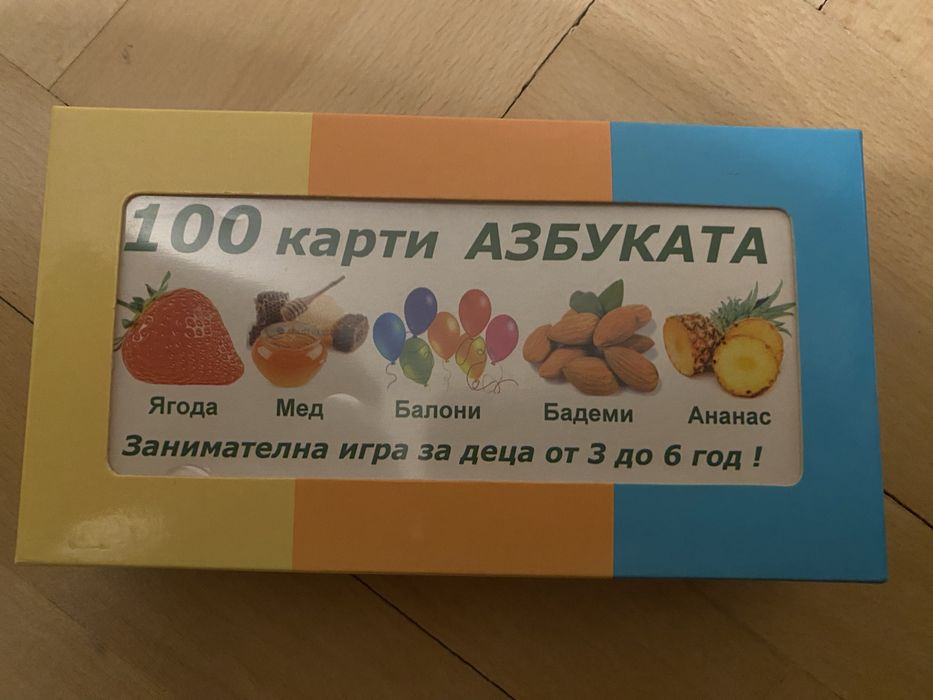 100 карти АЗБУКАТА
Ягода Мед Балони Бадеми Ананас
Занимателна игра за деца от 3 до 6 год !